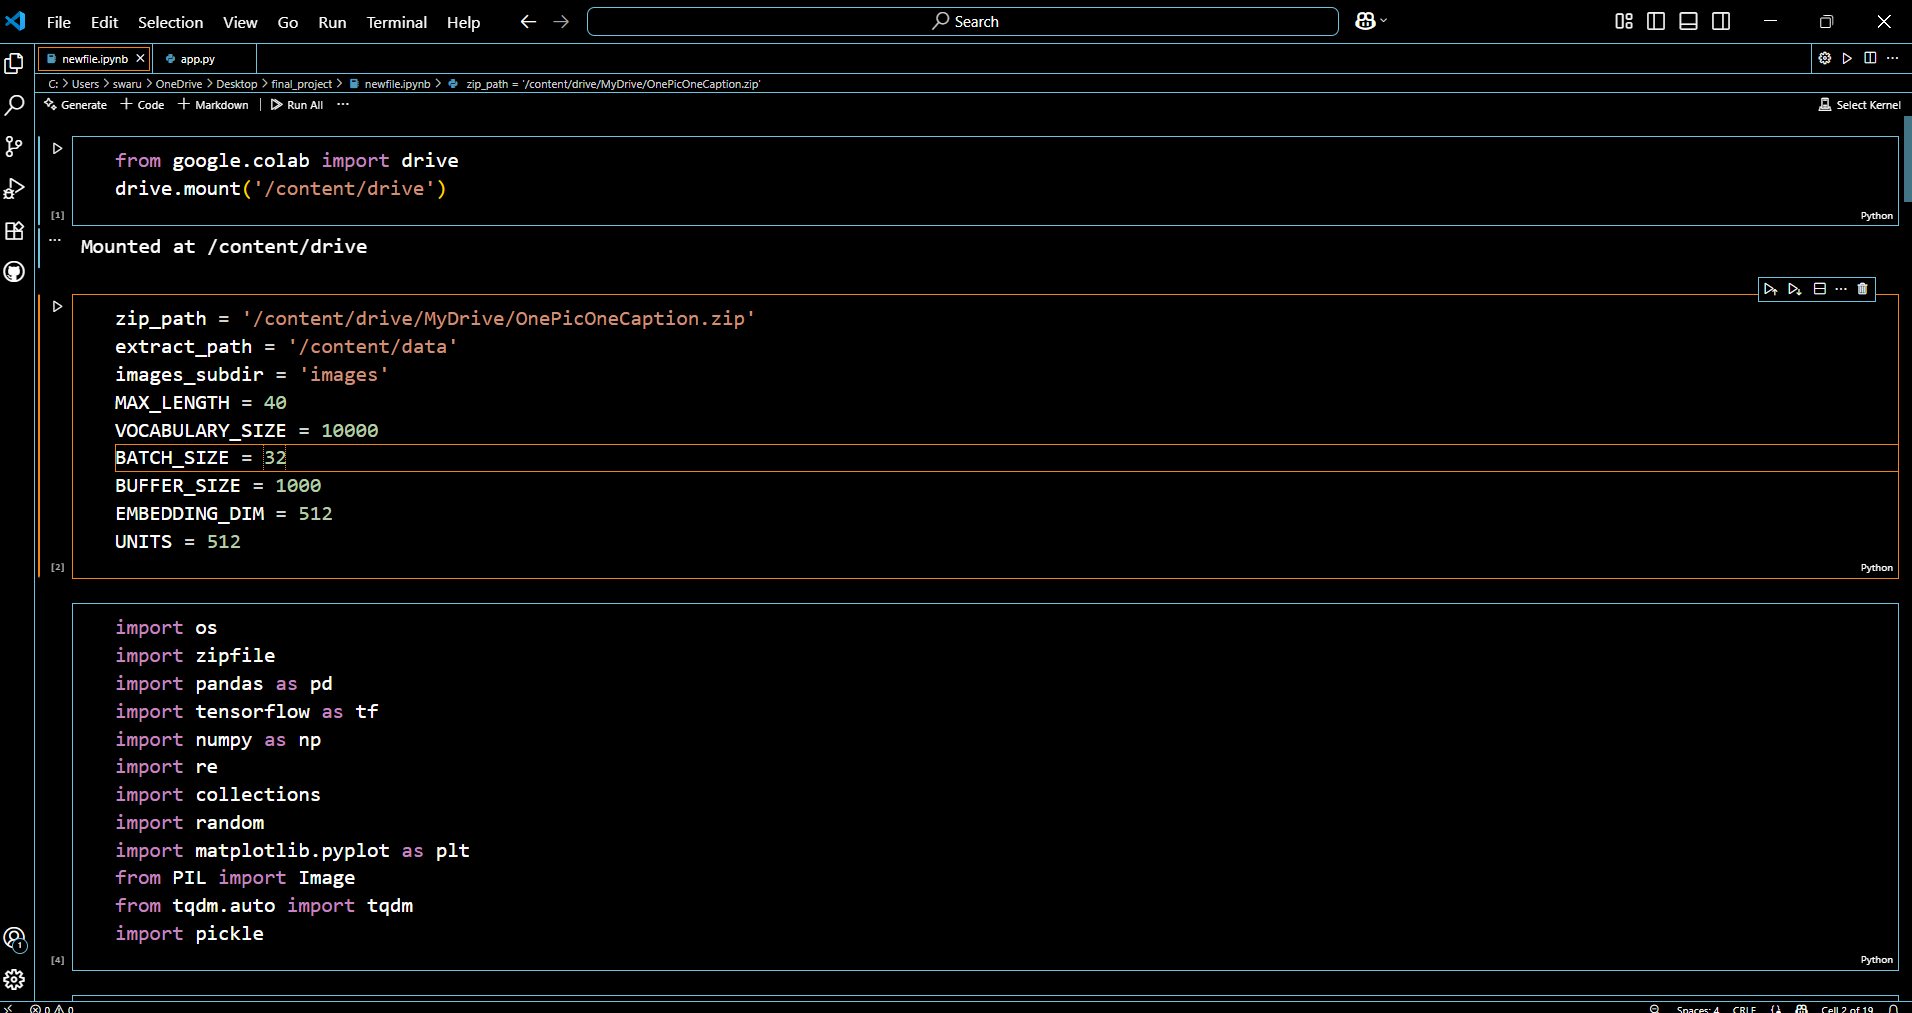 File Edit Selection View Go Run Terminal Help Search
newfile.ipynb app.py
C: > Users > swaru > OneDrive > Desktop > final_project > newfile.ipynb > zip_path = '/content/drive/MyDrive/OnePicOneCaption.zip'
Generate + Code + Markdown | Run All ... Select Kernel
from google.colab import drive
drive.mount('/content/drive')
[1] Python
Mounted at /content/drive
zip_path = '/content/drive/MyDrive/OnePicOneCaption.zip'
extract_path = '/content/data'
images_subdir = 'images'
MAX_LENGTH = 40
VOCABULARY_SIZE = 10000
BATCH_SIZE = 32
BUFFER_SIZE = 1000
EMBEDDING_DIM = 512
UNITS = 512
[2] Python
import os
import zipfile
import pandas as pd
import tensorflow as tf
import numpy as np
import re
import collections
import random
import matplotlib.pyplot as plt
from PIL import Image
from tqdm.auto import tqdm
import pickle
1
[4] Python
0 0 Spaces: 4 CRLF Cell 2 of 19